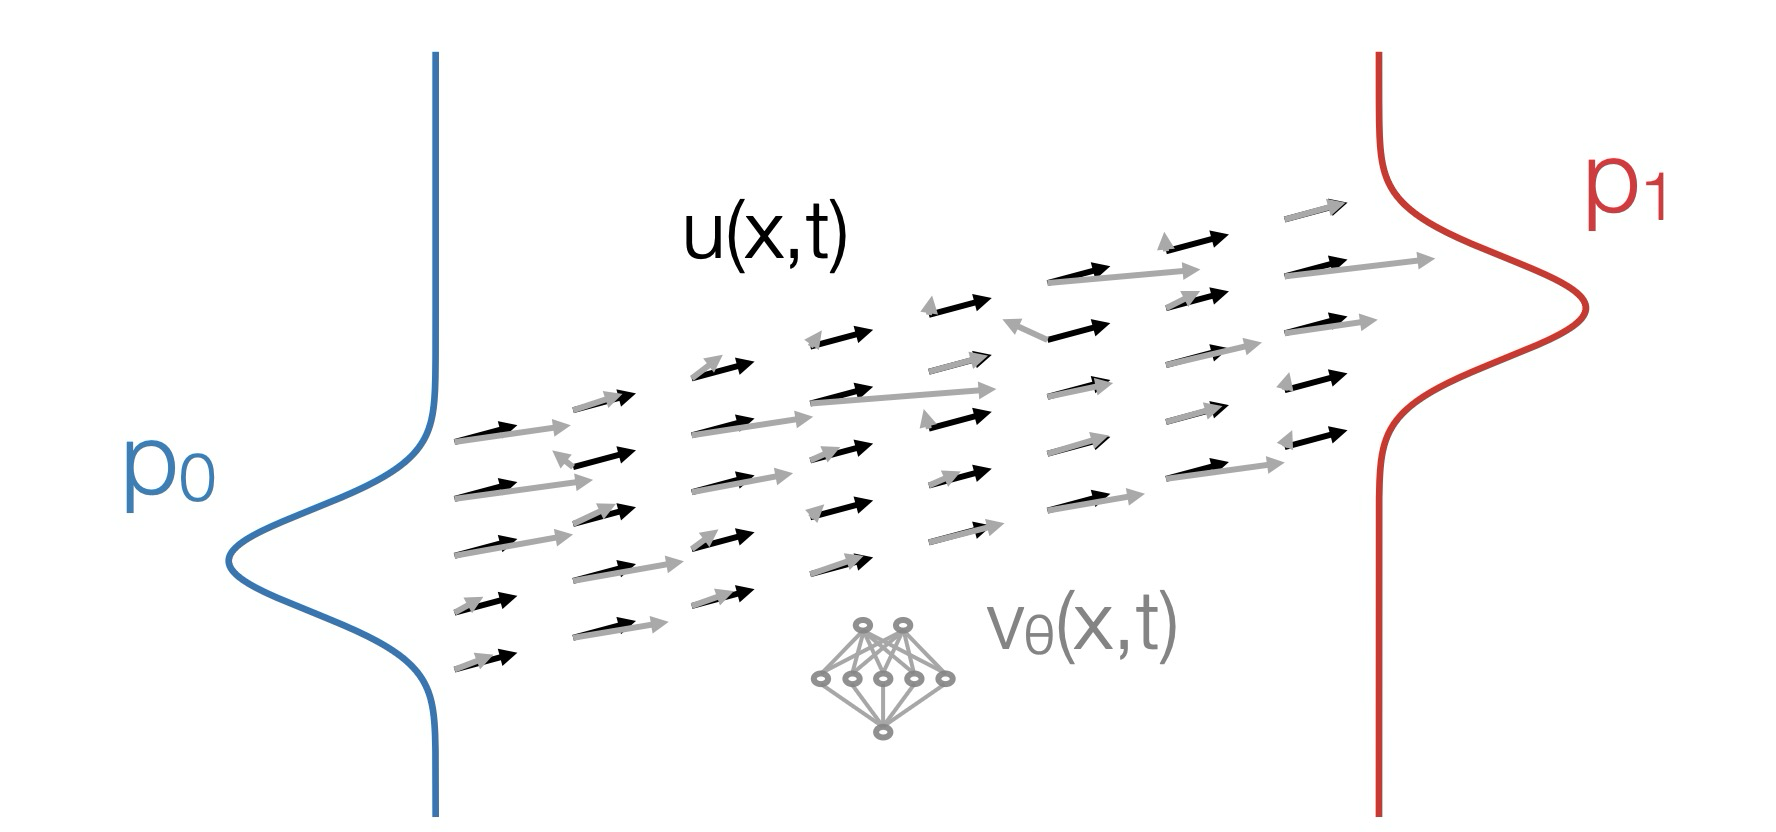 p₁
u(x,t)
p₀
vθ(x,t)